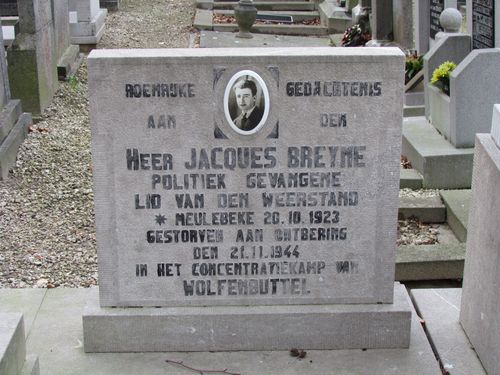 ROEMRIJKE GEDACHTENIS
AAN DEN
HEER JACQUES BREYNE
POLITIEK GEVANGENE
LID VAN DEN WEERSTAND
* MEULEBEKE 20.10.1923
GESTORVEN AAN ONTBERING
DEN 21.11.1944
IN HET CONCENTRATIEKAMP VAN
WOLFENBUTTEL